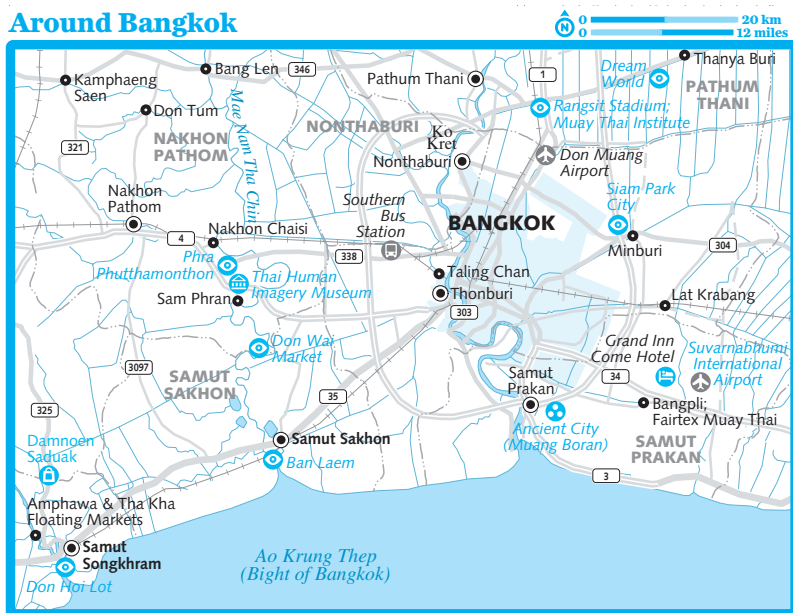 Around Bangkok
N
0 20 km
0 12 miles
Kamphaeng
Saen
Bang Len
346
Pathum Thani
1
Dream
World
Thanya Buri
PATHUM
THANI
Don Tum
Rangsit Stadium;
Muay Thai Institute
321
NAKHON
PATHOM
Mae Nam Tha Chin
NONTHABURI
Ko
Kret
Nonthaburi
Don Muang
Airport
Nakhon
Pathom
Southern
Bus
Station
Siam Park
City
BANGKOK
4
Nakhon Chaisi
338
Minburi
304
Phra
Phutthamonthon
Thai Human
Imagery Museum
Taling Chan
Sam Phran
Thonburi
Lat Krabang
303
Don Wai
Market
Grand Inn
Come Hotel
Suvarnabhumi
International
Airport
3097
SAMUT
SAKHON
Samut
Prakan
34
35
325
Bangpli;
Fairtex Muay Thai
Ancient City
(Muang Boran)
SAMUT
PRAKAN
Damnoen
Saduak
Samut Sakhon
Ban Laem
3
Amphawa & Tha Kha
Floating Markets
Samut
Songkhram
Ao Krung Thep
(Bight of Bangkok)
Don Hoi Lot